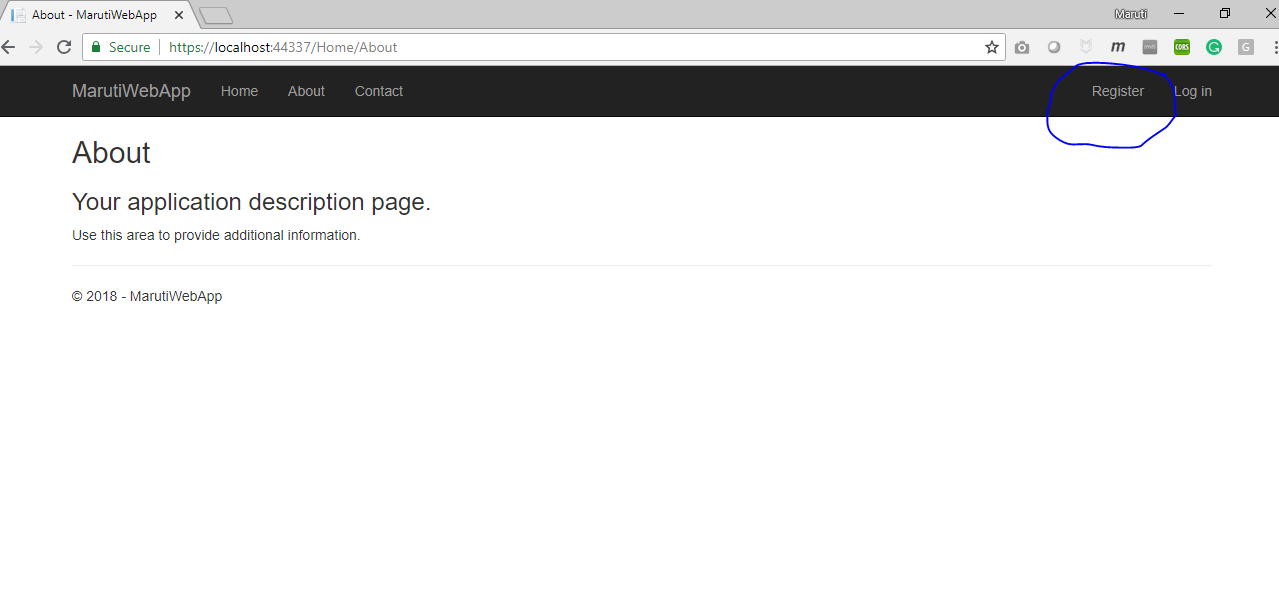 About - MarutiWebApp
Maruti
Secure https://localhost:44337/Home/About
m
CORS
G
G
MarutiWebApp Home About Contact Register Log in
About
Your application description page.
Use this area to provide additional information.
© 2018 - MarutiWebApp